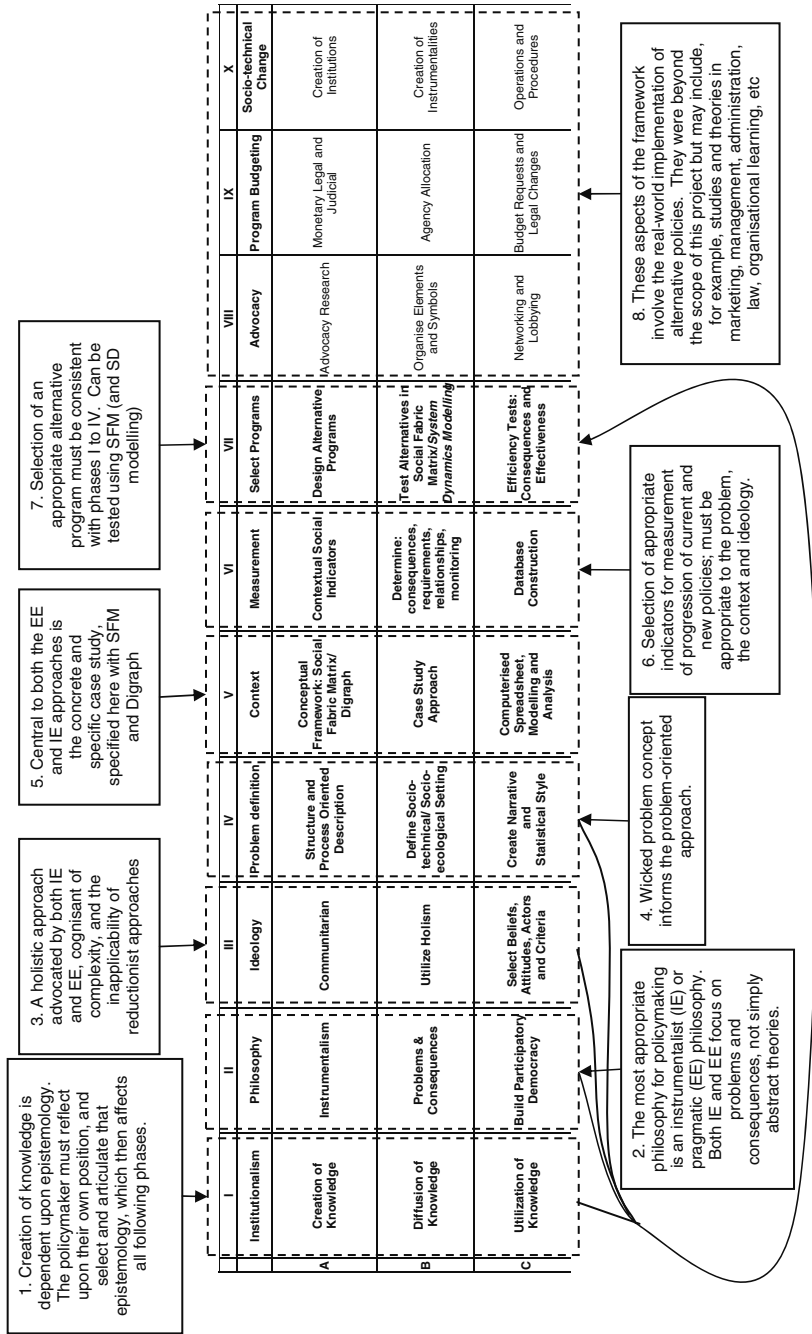 1. Creation of knowledge is
dependent upon epistemology.
The policymaker must reflect
upon their own position, and
select and articulate that
epistemology, which then affects
all following phases.
3. A holistic approach
advocated by both IE
and EE, cognisant of
complexity, and the
inapplicability of
reductionist approaches
5. Central to both the EE
and IE approaches is
the concrete and
specific case study,
specified here with SFM
and Digraph
7. Selection of an
appropriate alternative
program must be consistent
with phases I to IV. Can be
tested using SFM (and SD
modelling)
I
II
III
IV
V
VI
VII
VIII
IX
X
Institutionalism
Philosophy
Ideology
Problem definition
Context
Measurement
Select Programs
Advocacy
Program Budgeting
Socio-technical
Change
A
Creation of
Knowledge
Instrumentalism
Communitarian
Structure and
Process Oriented
Description
Conceptual
Framework: Social
Fabric Matrix/
Digraph
Contextual Social
Indicators
Design Alternative
Programs
Advocacy Research
Monetary Legal and
Judicial
Creation of
Institutions
B
Diffusion of
Knowledge
Problems &
Consequences
Utilize Holism
Define Socio-
technical/ Socio-
ecological Setting
Case Study
Approach
Determine:
consequences,
requirements,
relationships,
monitoring
Test Alternatives in
Social Fabric
Matrix/System
Dynamics Modelling
Organise Elements
and Symbols
Agency Allocation
Creation of
Instrumentalities
C
Utilization of
Knowledge
Build Participatory
Democracy
Select Beliefs,
Attitudes, Actors
and Criteria
Create Narrative
and
Statistical Style
Computerised
Spreadsheet,
Modelling and
Analysis
Database
Construction
Efficiency Tests:
Consequences and
Effectiveness
Networking and
Lobbying
Budget Requests and
Legal Changes
Operations and
Procedures
2. The most appropriate
philosophy for policymaking
is an instrumentalist (IE) or
pragmatic (EE) philosophy.
Both IE and EE focus on
problems and
consequences, not simply
abstract theories.
4. Wicked problem concept
informs the problem-oriented
approach.
6. Selection of appropriate
indicators for measurement
of progression of current and
new policies; must be
appropriate to the problem,
the context and ideology.
8. These aspects of the framework
involve the real-world implementation of
alternative policies. They were beyond
the scope of this project but may include,
for example, studies and theories in
marketing, management, administration,
law, organisational learning, etc